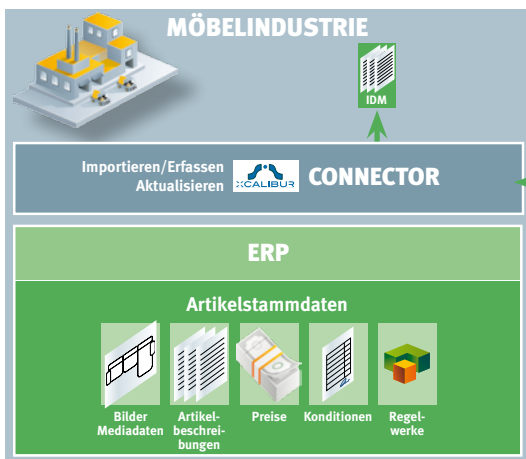 MÖBELINDUSTRIE
IDM
Importieren/Erfassen
Aktualisieren
XCALIBUR
CONNECTOR
ERP
Artikelstammdaten
Bilder
Mediadaten
Artikel-
beschrei-
bungen
Preise
Konditionen
Regel-
werke